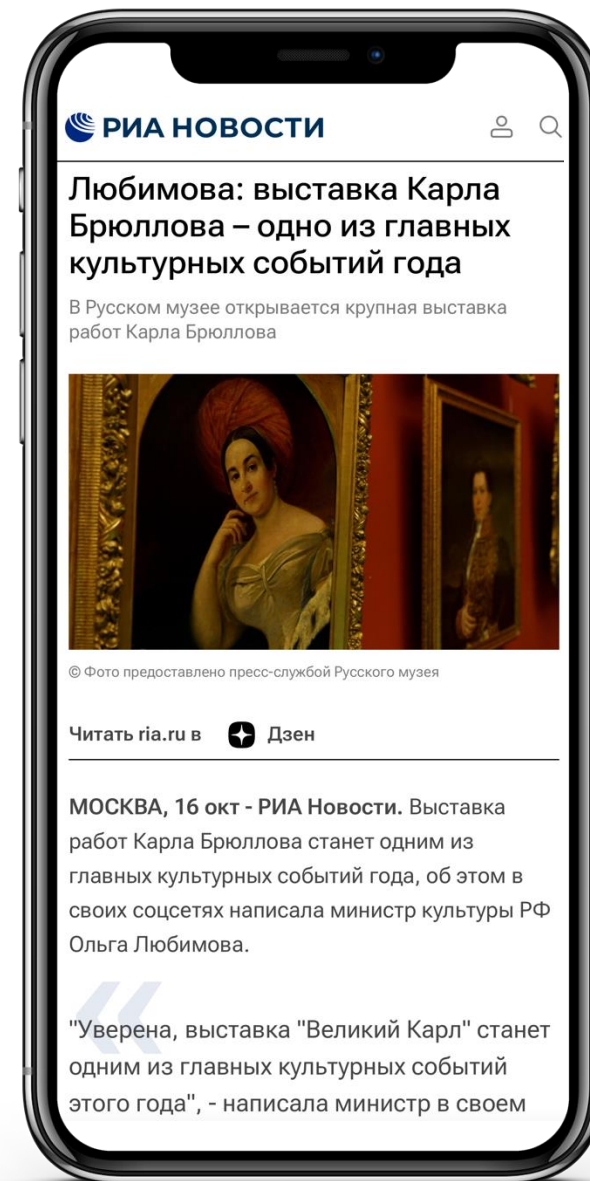 РИА НОВОСТИ
Любимова: выставка Карла
Брюллова – одно из главных
культурных событий года
В Русском музее открывается крупная выставка
работ Карла Брюллова
© Фото предоставлено пресс-службой Русского музея
Читать ria.ru в Дзен
МОСКВА, 16 окт - РИА Новости. Выставка
работ Карла Брюллова станет одним из
главных культурных событий года, об этом в
своих соцсетях написала министр культуры РФ
Ольга Любимова.
"Уверена, выставка "Великий Карл" станет
одним из главных культурных событий
этого года", - написала министр в своем